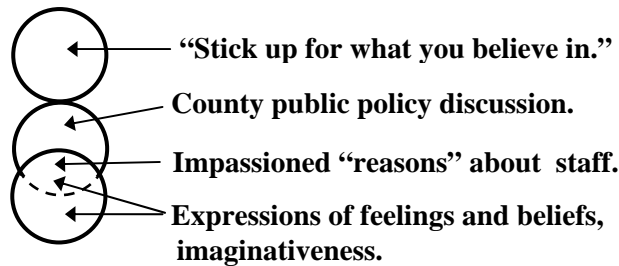 “Stick up for what you believe in.”
County public policy discussion.
Impassioned “reasons” about staff.
Expressions of feelings and beliefs,
imaginativeness.